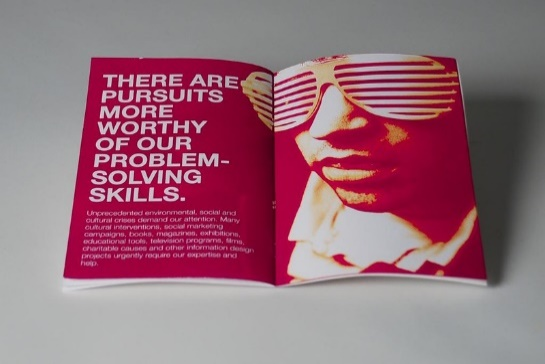 THERE ARE
PURSUITS
MORE
WORTHY
OF OUR
PROBLEM-
SOLVING
SKILLS.
Unprecedented environmental, social and
cultural crises demand our attention. Many
cultural interventions, social marketing
campaigns, books, magazines, exhibitions,
educational tools, television programs, films,
charitable causes and other information design
projects urgently require our expertise and
help.